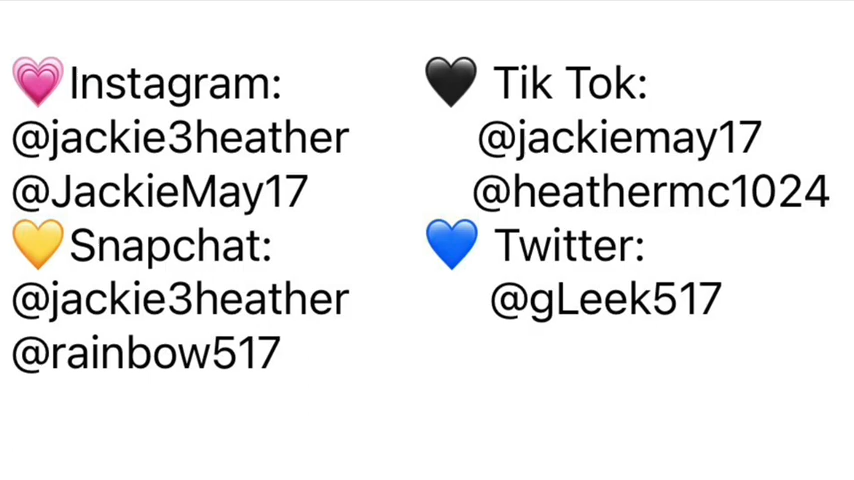 💗Instagram:
@jackie3heather
@JackieMay17
💛Snapchat:
@jackie3heather
@rainbow517
🖤 Tik Tok:
@jackiemay17
@heathermc1024
💙 Twitter:
@gLeek517